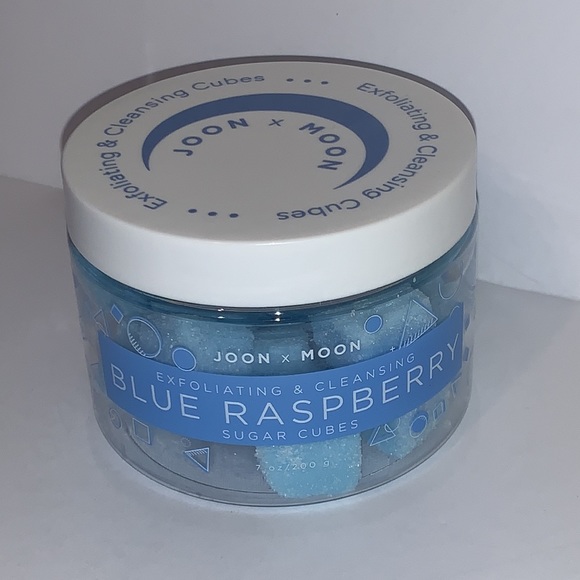 Exfoliating & Cleansing Cubes •••
Exfoliating & Cleansing Cubes •••
JOON x MOON
JOON x MOON
EXFOLIATING & CLEANSING
BLUE RASPBERRY
SUGAR CUBES
7 oz/200 g